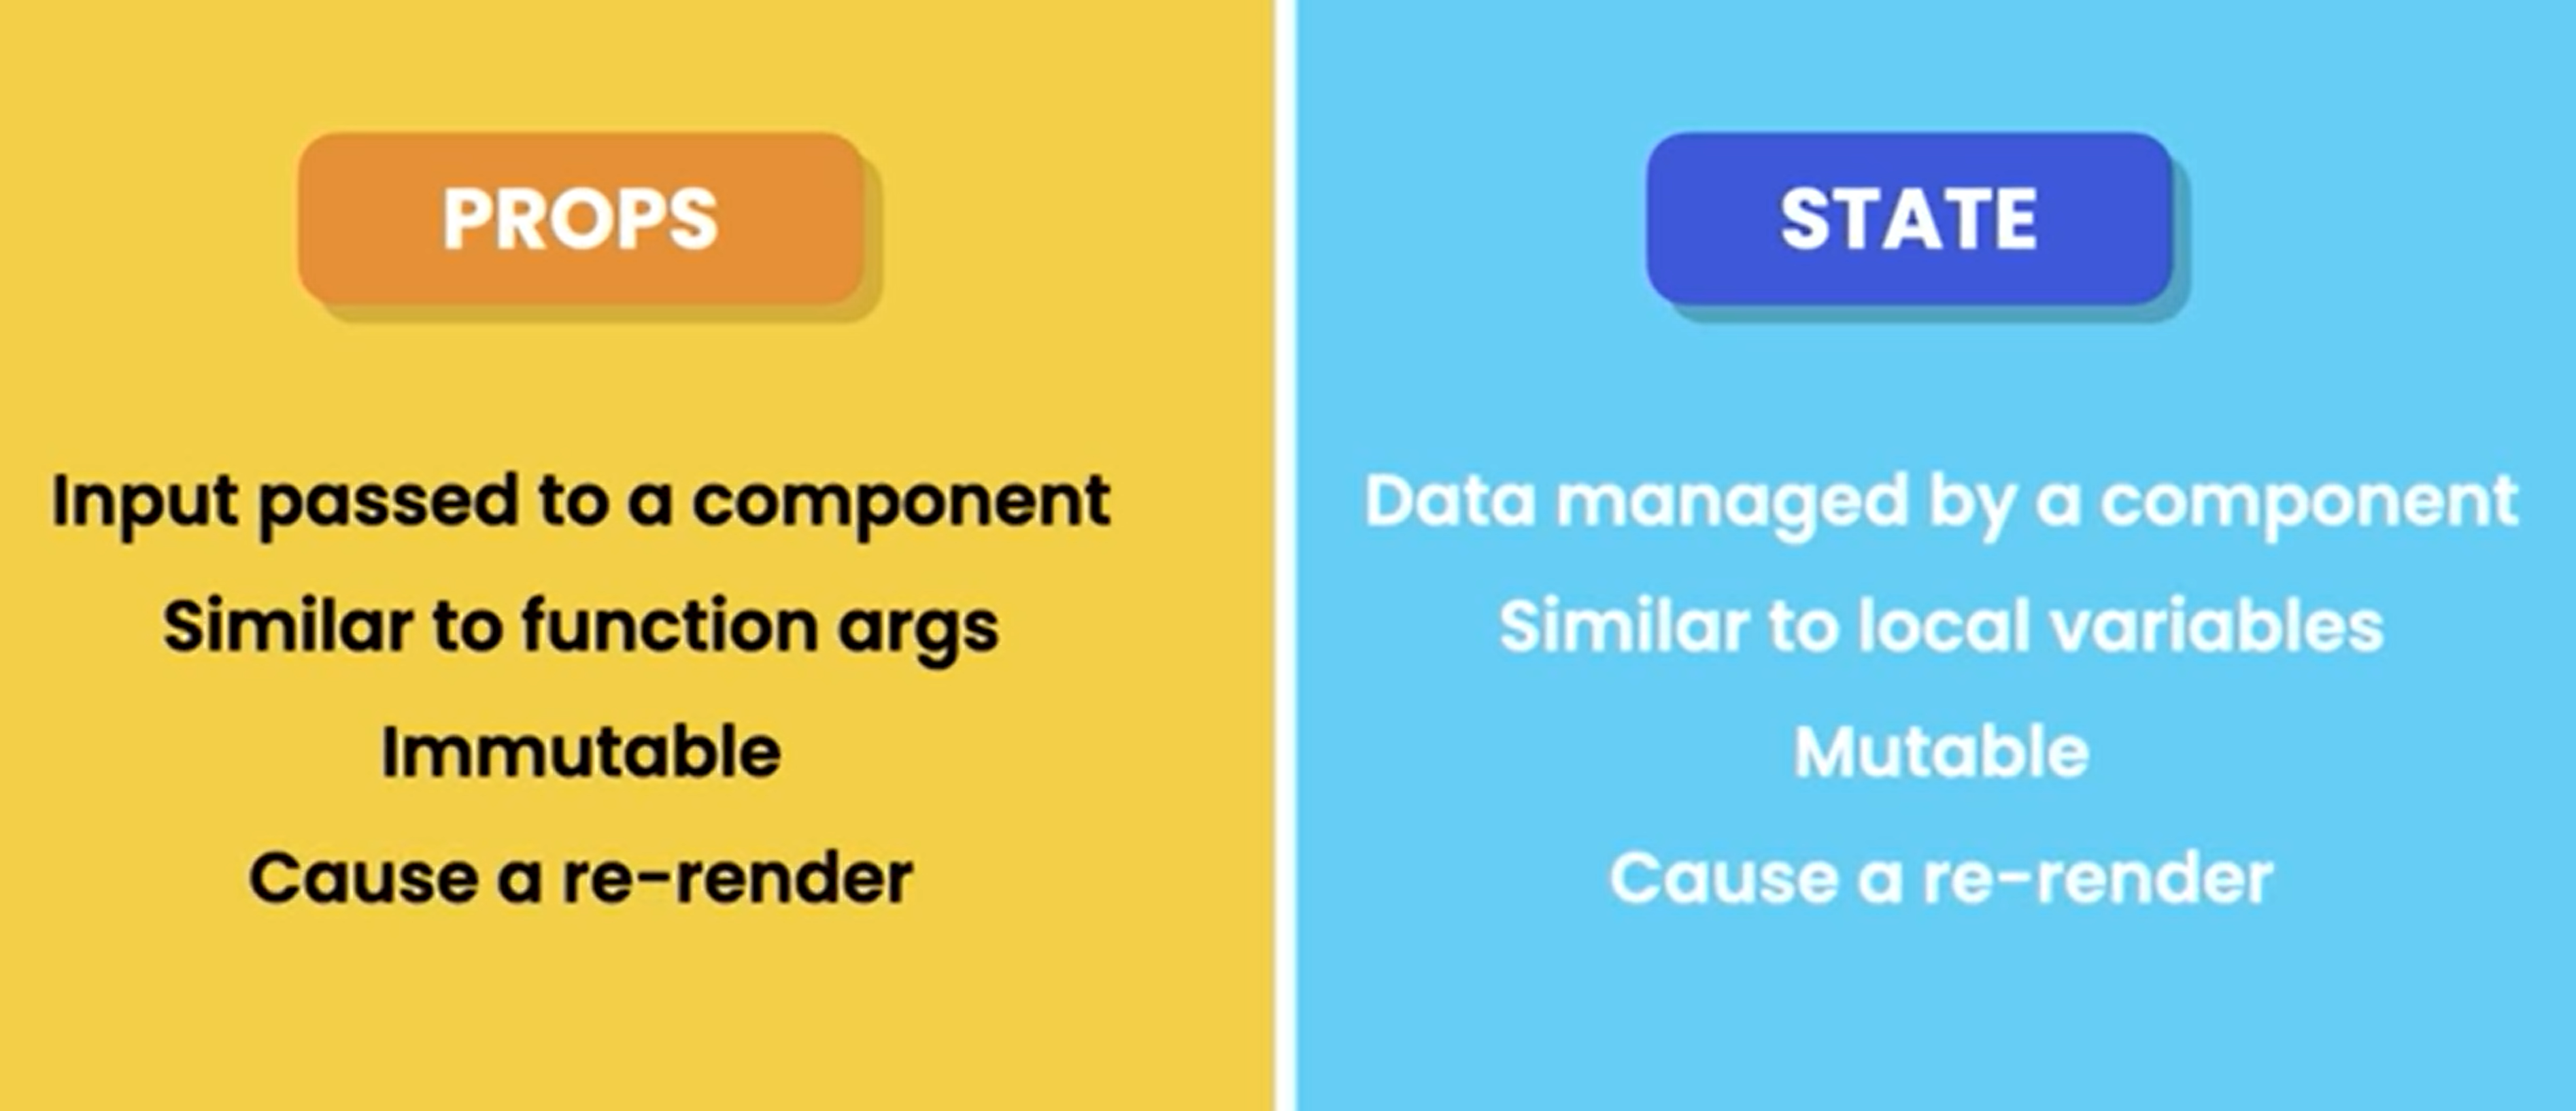 PROPS
Input passed to a component
Similar to function args
Immutable
Cause a re-render
STATE
Data managed by a component
Similar to local variables
Mutable
Cause a re-render